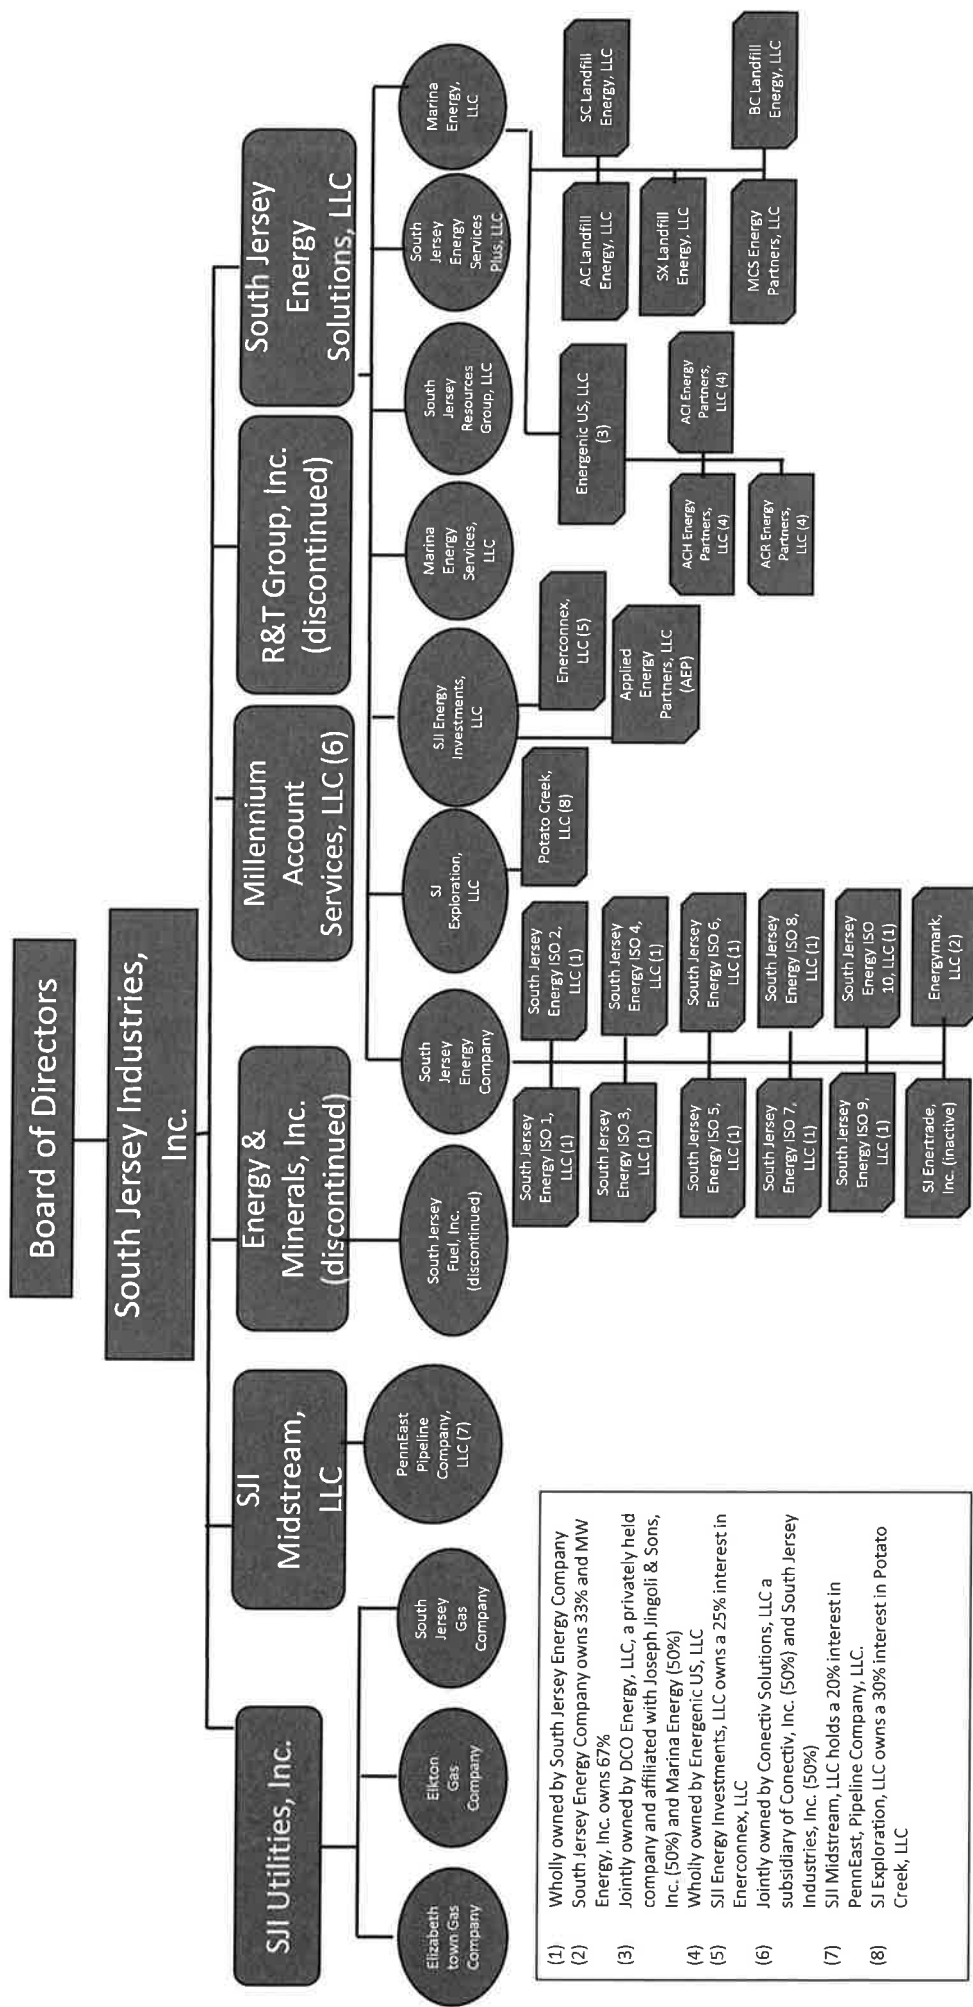 Board of Directors
South Jersey Industries,
Inc.
SJI Utilities, Inc.
SJI
Midstream,
LLC
Energy &
Minerals, Inc.
(discontinued)
Millennium
Account
Services, LLC (6)
R&T Group, Inc.
(discontinued)
South Jersey
Energy
Solutions, LLC
Elizabeth
town Gas
Company
Elkton
Gas
Company
South
Jersey
Gas
Company
PennEast
Pipeline
Company,
LLC (7)
South Jersey
Fuel, Inc.
(discontinued)
South
Jersey
Energy
Company
SJ
Exploration,
LLC
SJI Energy
Investments,
LLC
Marina
Energy
Services,
LLC
South
Jersey
Resources
Group, LLC
South
Jersey
Energy
Services
Plus, LLC
Marina
Energy,
LLC
South Jersey
Energy ISO 1,
LLC (1)
South Jersey
Energy ISO 2,
LLC (1)
South Jersey
Energy ISO 3,
LLC (1)
South Jersey
Energy ISO 4,
LLC (1)
South Jersey
Energy ISO 5,
LLC (1)
South Jersey
Energy ISO 6,
LLC (1)
South Jersey
Energy ISO 7,
LLC (1)
South Jersey
Energy ISO 8,
LLC (1)
South Jersey
Energy ISO 9,
LLC (1)
South Jersey
Energy ISO
10, LLC (1)
SJ Enertrade,
Inc. (inactive)
Energymark,
LLC (2)
Potato Creek,
LLC (8)
Enerconnex,
LLC (5)
Applied
Energy
Partners, LLC
(AEP)
Energenic US, LLC
(3)
ACH Energy
Partners,
LLC (4)
ACI Energy
Partners,
LLC (4)
ACR Energy
Partners,
LLC (4)
AC Landfill
Energy, LLC
SC Landfill
Energy, LLC
SX Landfill
Energy, LLC
MCS Energy
Partners, LLC
BC Landfill
Energy, LLC
(1) Wholly owned by South Jersey Energy Company
(2) South Jersey Energy Company owns 33% and MW
Energy, Inc. owns 67%
(3) Jointly owned by DCO Energy, LLC, a privately held
company and affiliated with Joseph Jingoli & Sons,
Inc. (50%) and Marina Energy (50%)
(4) Wholly owned by Energenic US, LLC
(5) SJI Energy Investments, LLC owns a 25% interest in
Enerconnex, LLC
(6) Jointly owned by Conectiv Solutions, LLC a
subsidiary of Conectiv, Inc. (50%) and South Jersey
Industries, Inc. (50%)
(7) SJI Midstream, LLC holds a 20% interest in
PennEast, Pipeline Company, LLC.
(8) SJ Exploration, LLC owns a 30% interest in Potato
Creek, LLC